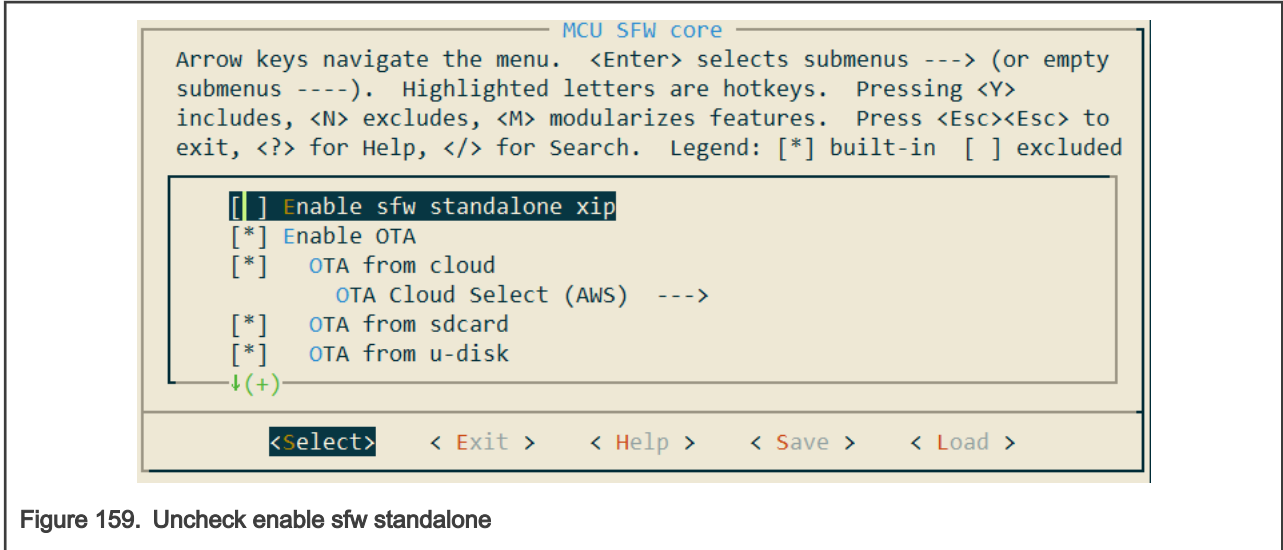 MCU SFW core
Arrow keys navigate the menu.  <Enter> selects submenus ---> (or empty
submenus ----).  Highlighted letters are hotkeys.  Pressing <Y>
includes, <N> excludes, <M> modularizes features.  Press <Esc><Esc> to
exit, <?> for Help, </> for Search.  Legend: [*] built-in  [ ] excluded
[ ] Enable sfw standalone xip
[*] Enable OTA
[*]   OTA from cloud
OTA Cloud Select (AWS)  --->
[*]   OTA from sdcard
[*]   OTA from u-disk
↓(+)
<Select>    < Exit >    < Help >    < Save >    < Load >
Figure 159.  Uncheck enable sfw standalone